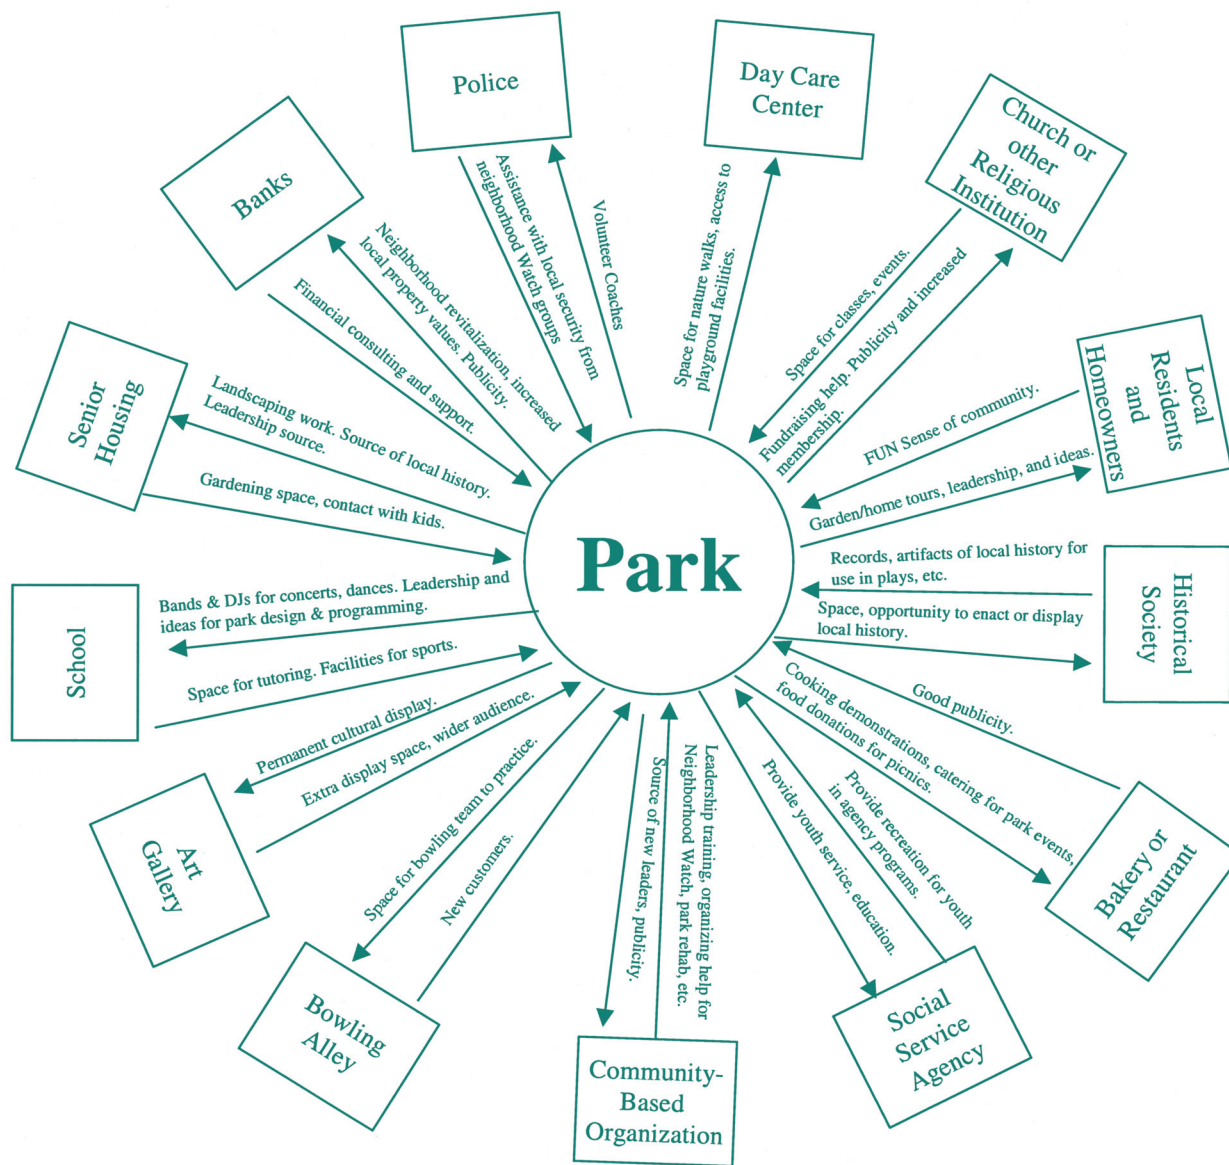 Park
Police
Assistance with local security from
neighborhood Watch groups
Volunteer Coaches
Day Care
Center
Space for nature walks, access to
playground facilities.
Church or
other
Religious
Institution
Space for classes, events.
Fundraising help. Publicity and increased
membership.
Local
Residents
and
Homeowners
FUN Sense of community.
Garden/home tours, leadership, and ideas.
Historical
Society
Records, artifacts of local history for
use in plays, etc.
Space, opportunity to enact or display
local history.
Bakery or
Restaurant
Good publicity.
Cooking demonstrations, catering for park events,
food donations for picnics.
Social
Service
Agency
Provide recreation for youth
in agency programs.
Provide youth service, education.
Community-
Based
Organization
Leadership training, organizing help for
Neighborhood Watch, park rehab, etc.
Source of new leaders, publicity.
Bowling
Alley
Space for bowling team to practice.
New customers.
Art
Gallery
Permanent cultural display.
Extra display space, wider audience.
School
Bands & DJs for concerts, dances. Leadership and
ideas for park design & programming.
Space for tutoring. Facilities for sports.
Senior
Housing
Landscaping work. Source of local history.
Leadership source.
Gardening space, contact with kids.
Banks
Neighborhood revitalization, increased
local property values. Publicity.
Financial consulting and support.